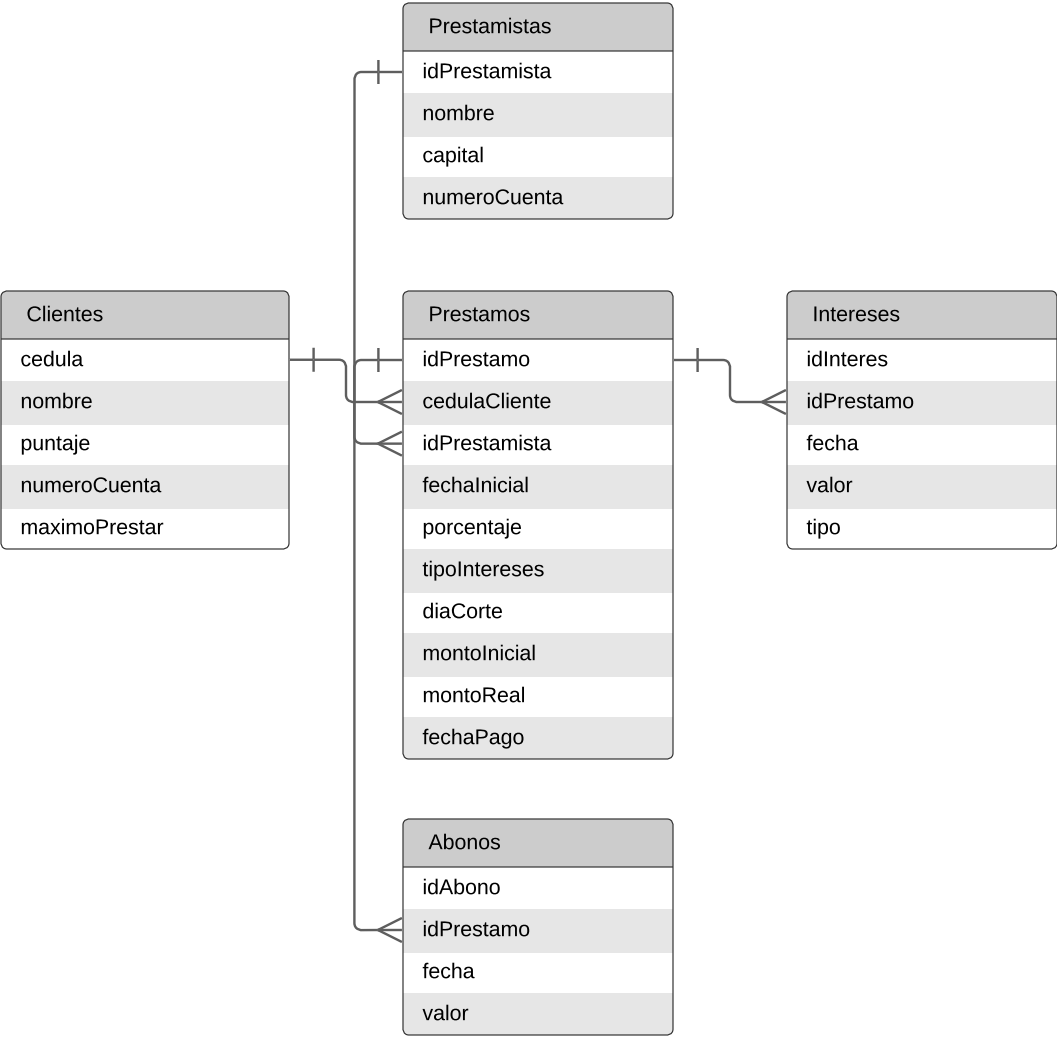 Prestamistas
idPrestamista
nombre
capital
numeroCuenta
Clientes
cedula
nombre
puntaje
numeroCuenta
maximoPrestar
Prestamos
idPrestamo
cedulaCliente
idPrestamista
fechaInicial
porcentaje
tipoIntereses
diaCorte
montoInicial
montoReal
fechaPago
Intereses
idInteres
idPrestamo
fecha
valor
tipo
Abonos
idAbono
idPrestamo
fecha
valor